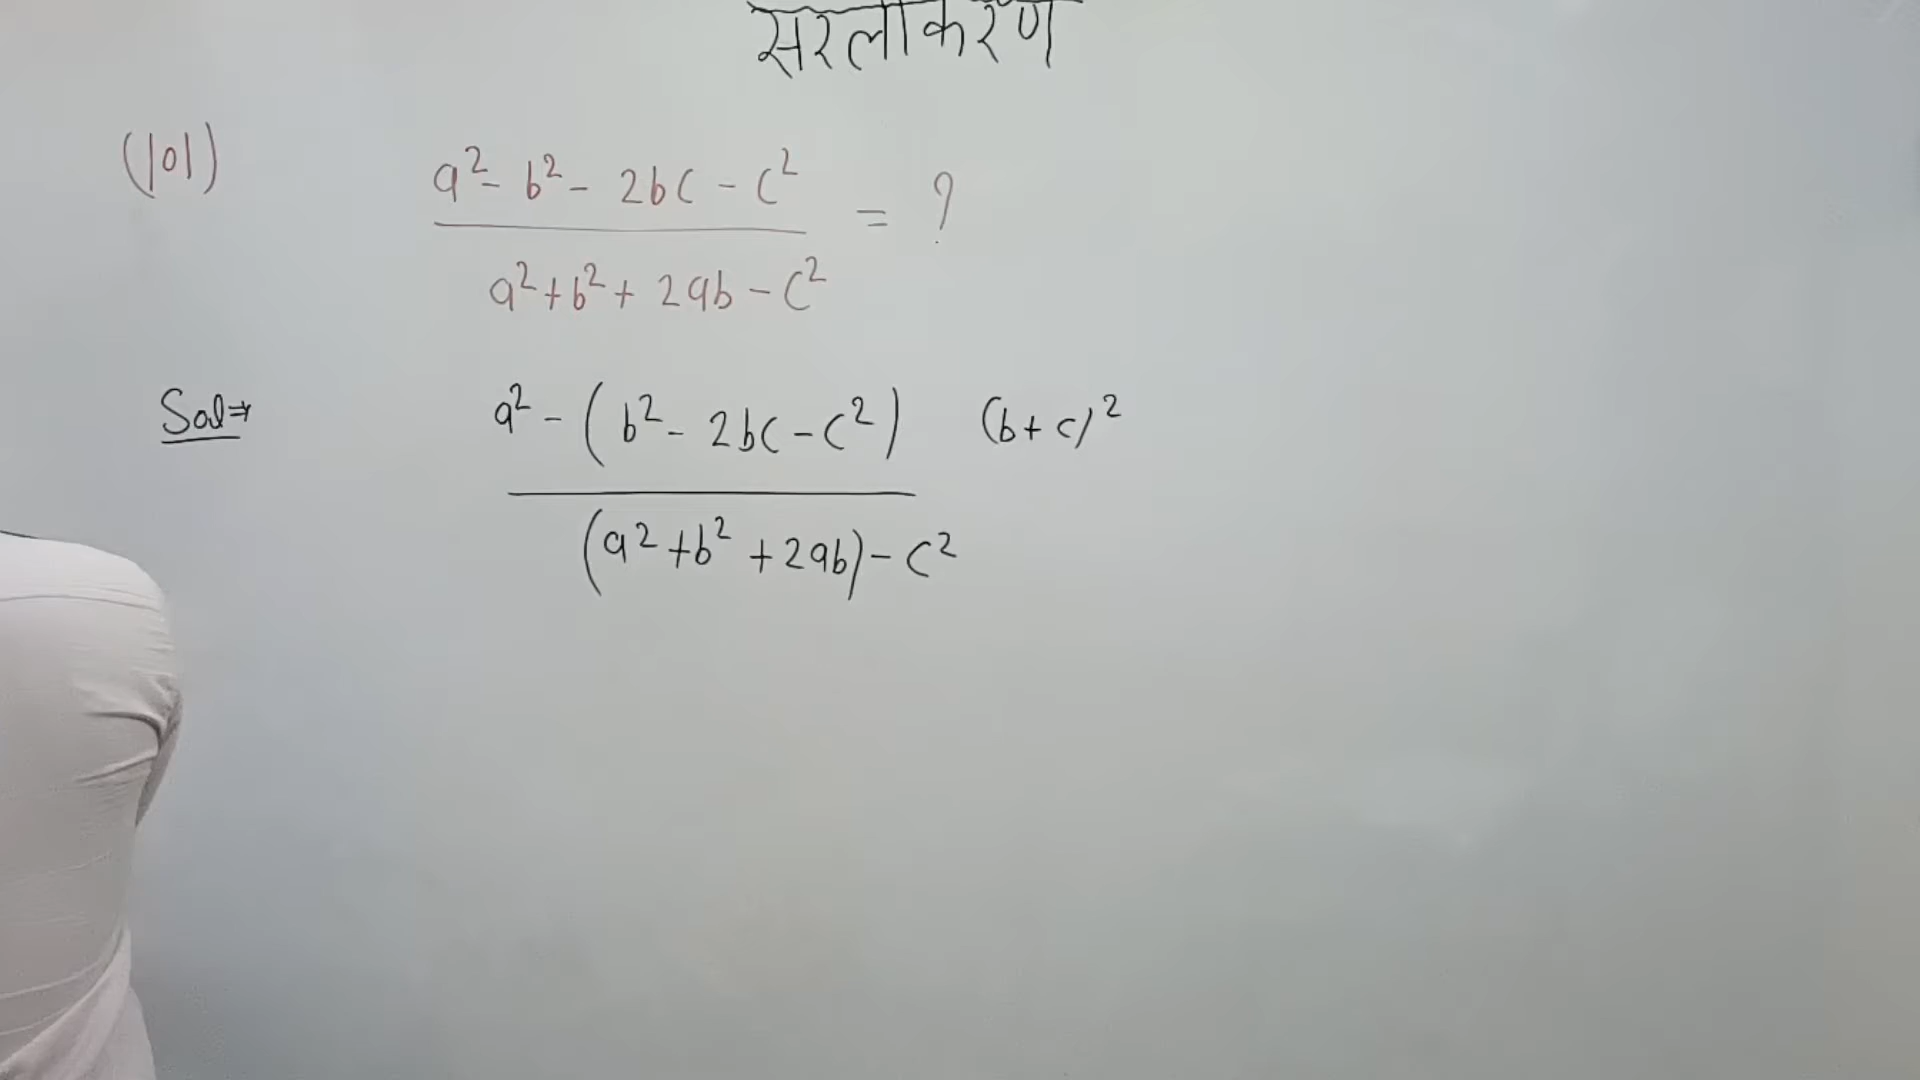 सरलीकरण
(101)
a² - b² - 2bc - c²
= ?
a² + b² + 2ab - c²
Sol⇒
a² - (b² - 2bc - c²) (b + c)²
(a² + b² + 2ab) - c²